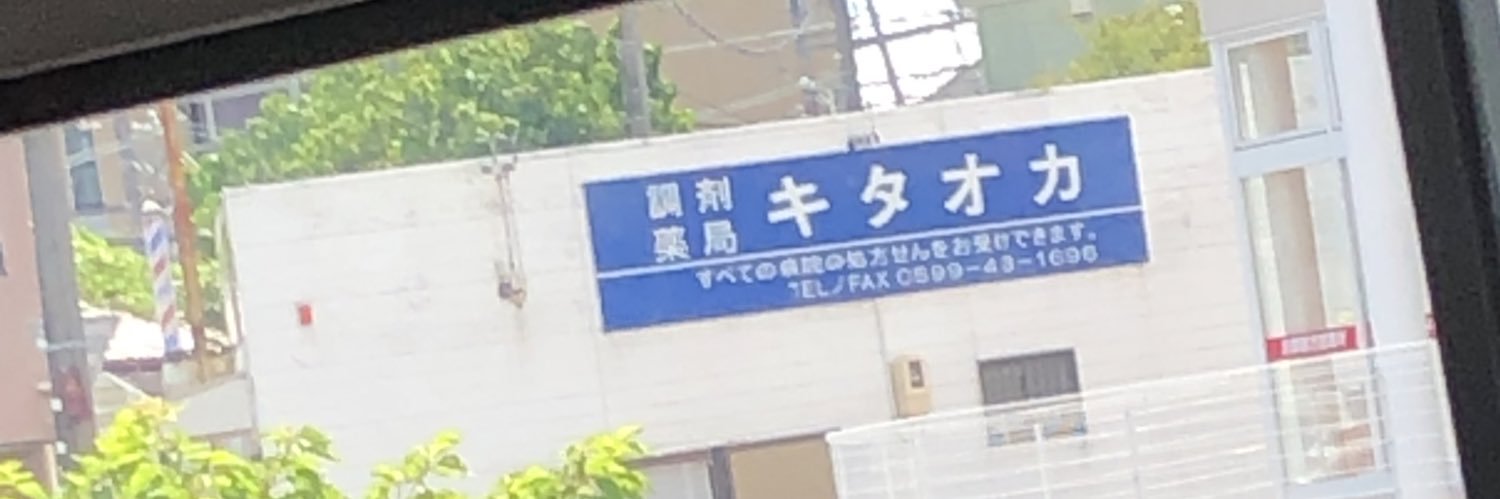 調剤薬局 キタオカ
すべての病院の処方せんをお受けできます。
TEL/FAX 0599-43-1696